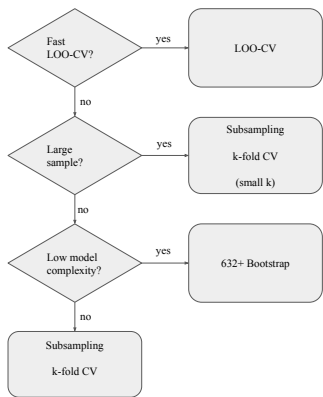 Fast
LOO-CV?
yes
LOO-CV
no
Large
sample?
yes
Subsampling
k-fold CV
(small k)
no
Low model
complexity?
yes
632+ Bootstrap
no
Subsampling
k-fold CV